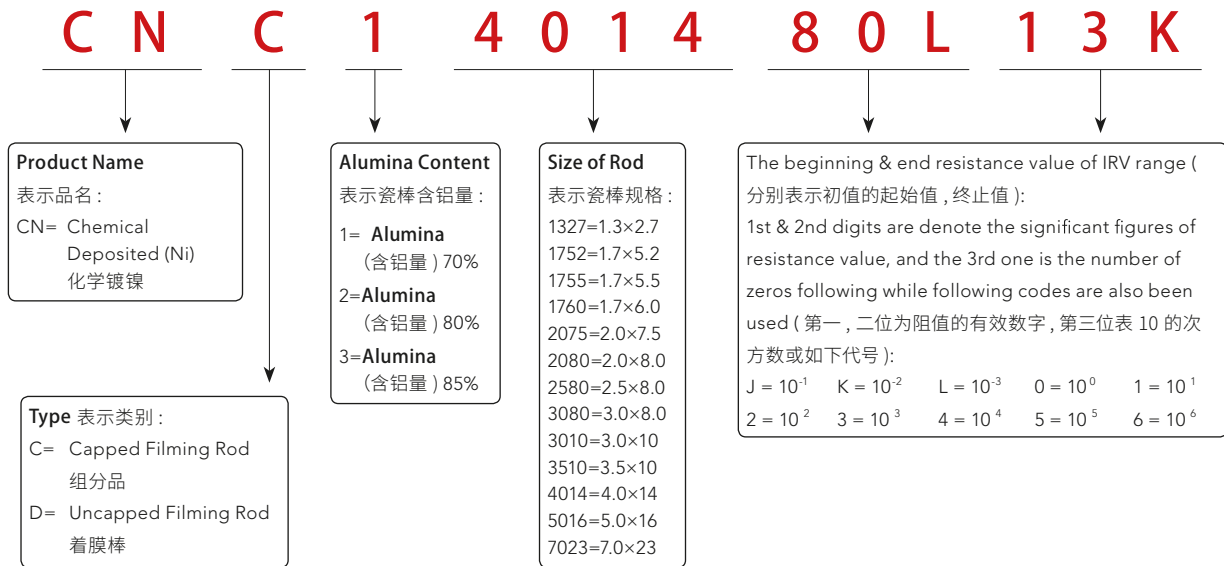 C N C 1 4 0 1 4 8 0 L 1 3 K
Product Name
表示品名 :
CN= Chemical
Deposited (Ni)
化学镀镍
Type 表示类别 :
C= Capped Filming Rod
组分品
D= Uncapped Filming Rod
着膜棒
Alumina Content
表示瓷棒含铝量 :
1= Alumina
(含铝量 ) 70%
2=Alumina
(含铝量 ) 80%
3=Alumina
(含铝量 ) 85%
Size of Rod
表示瓷棒规格 :
1327=1.3×2.7
1752=1.7×5.2
1755=1.7×5.5
1760=1.7×6.0
2075=2.0×7.5
2080=2.0×8.0
2580=2.5×8.0
3080=3.0×8.0
3010=3.0×10
3510=3.5×10
4014=4.0×14
5016=5.0×16
7023=7.0×23
The beginning & end resistance value of IRV range (
分别表示初值的起始值 , 终止值 ):
1st & 2nd digits are denote the significant figures of
resistance value, and the 3rd one is the number of
zeros following while following codes are also been
used ( 第一 , 二位为阻值的有效数字 , 第三位表 10 的次
方数或如下代号 ):
J = 10⁻¹ K = 10⁻² L = 10⁻³ 0 = 10⁰ 1 = 10¹
2 = 10² 3 = 10³ 4 = 10⁴ 5 = 10⁵ 6 = 10⁶